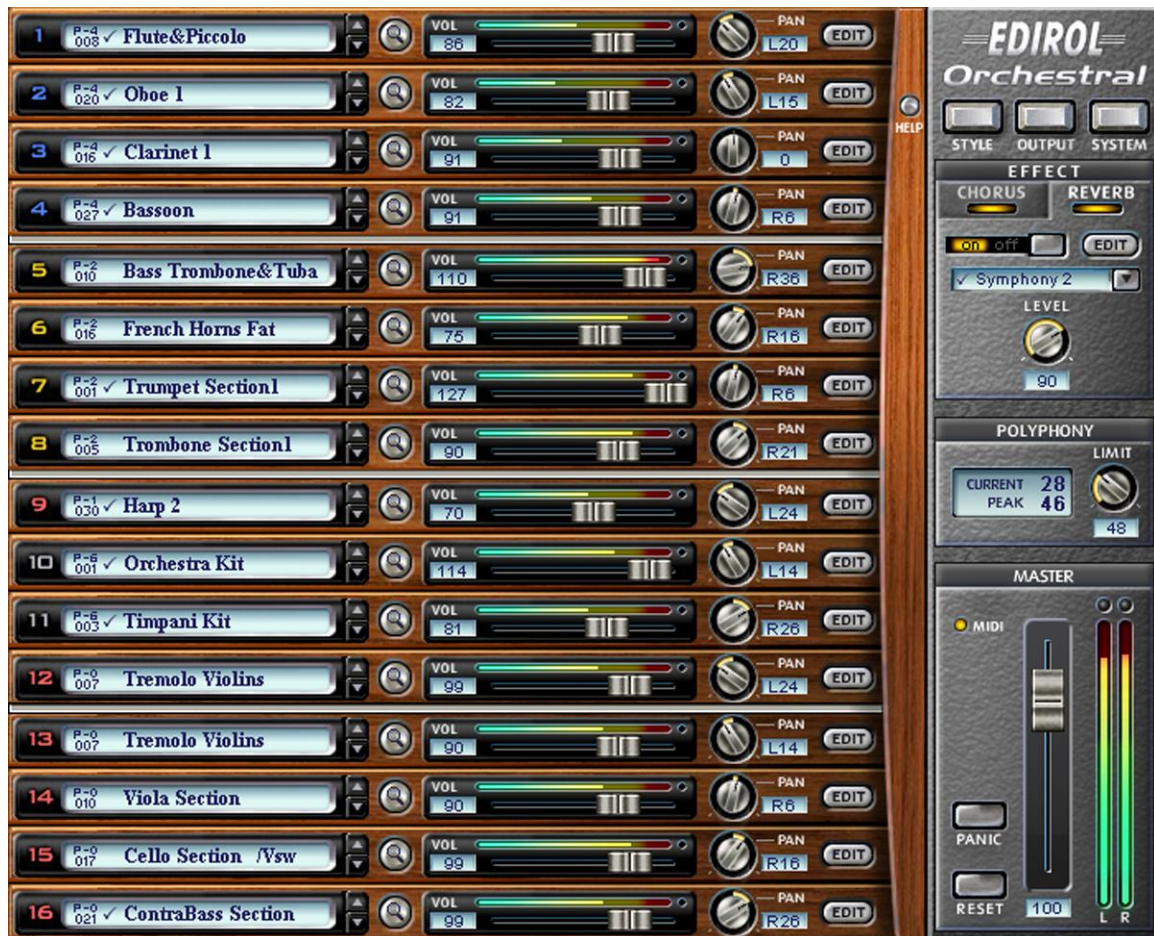 1 P-4 008 ✓ Flute&Piccolo VOL 86 PAN L20 EDIT
2 P-4 020 ✓ Oboe 1 VOL 82 PAN L15 EDIT
3 P-4 016 ✓ Clarinet 1 VOL 91 PAN 0 EDIT
4 P-4 027 ✓ Bassoon VOL 91 PAN R6 EDIT
5 P-2 010 Bass Trombone&Tuba VOL 110 PAN R36 EDIT
6 P-2 016 French Horns Fat VOL 75 PAN R16 EDIT
7 P-2 001 ✓ Trumpet Section1 VOL 127 PAN R6 EDIT
8 P-2 005 Trombone Section1 VOL 90 PAN R21 EDIT
9 P-1 030 ✓ Harp 2 VOL 70 PAN L24 EDIT
10 P-6 001 ✓ Orchestra Kit VOL 114 PAN L14 EDIT
11 P-6 003 ✓ Timpani Kit VOL 81 PAN R26 EDIT
12 P-0 007 Tremolo Violins VOL 99 PAN L24 EDIT
13 P-0 007 Tremolo Violins VOL 90 PAN L14 EDIT
14 P-0 010 Viola Section VOL 90 PAN R6 EDIT
15 P-0 017 Cello Section /Vsw VOL 99 PAN R16 EDIT
16 P-0 021 ✓ ContraBass Section VOL 99 PAN R26 EDIT
HELP
EDIROL
Orchestral
STYLE OUTPUT SYSTEM
EFFECT
CHORUS REVERB
on off EDIT
✓ Symphony 2
LEVEL
90
POLYPHONY
LIMIT
CURRENT 28
PEAK 46
48
MASTER
MIDI
PANIC
RESET 100 L R